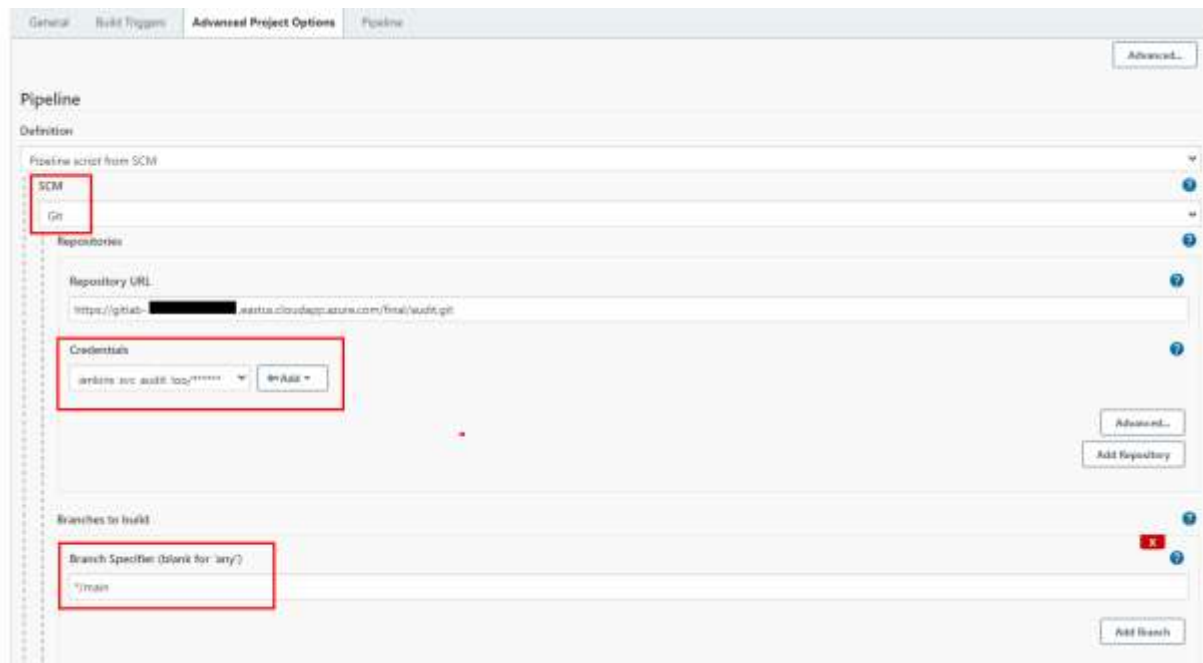 General Build Triggers Advanced Project Options Pipeline
Advanced...
Pipeline
Definition
Pipeline script from SCM
SCM
Git
Repositories
Repository URL
https://gitlab- .eastus.cloudapp.azure.com/final/audit.git
Credentials
Add
Advanced...
Add Repository
Branches to build
X
Branch Specifier (blank for 'any')
*/main
Add Branch